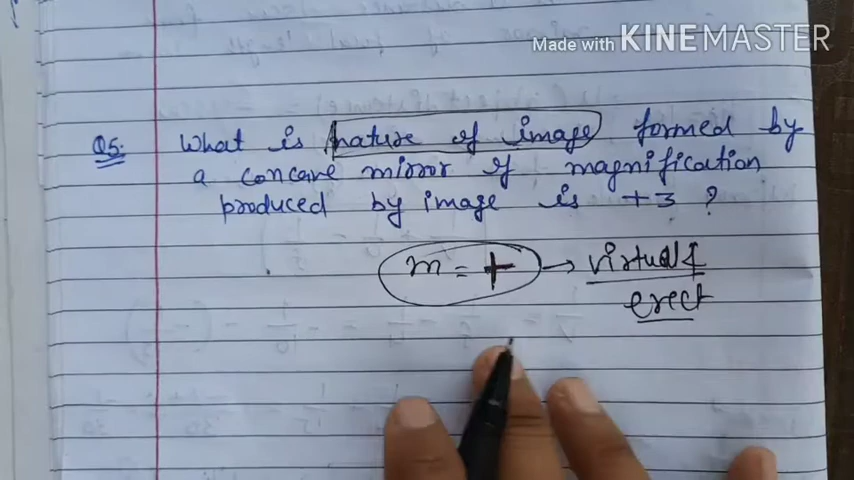 Made with KINEMASTER
Q5. What is nature of image formed by
a concave mirror of magnification
produced by image is +3 ?
m = + → virtual &
erect